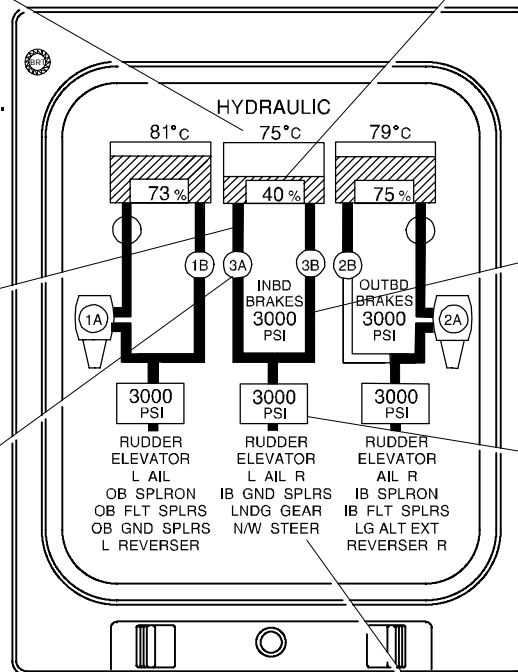 BRT
HYDRAULIC
81°C 75°C 79°C
73 % 40 % 75 %
1B 3A 3B 2B
INBD BRAKES 3000 PSI
OUTBD BRAKES 3000 PSI
1A 2A
3000 PSI
RUDDER
ELEVATOR
L AIL
OB SPLRON
OB FLT SPLRS
OB GND SPLRS
L REVERSER
3000 PSI
RUDDER
ELEVATOR
L AIL R
IB GND SPLRS
LNDG GEAR
N/W STEER
3000 PSI
RUDDER
ELEVATOR
AIL R
IB SPLRON
IB FLT SPLRS
LG ALT EXT
REVERSER R